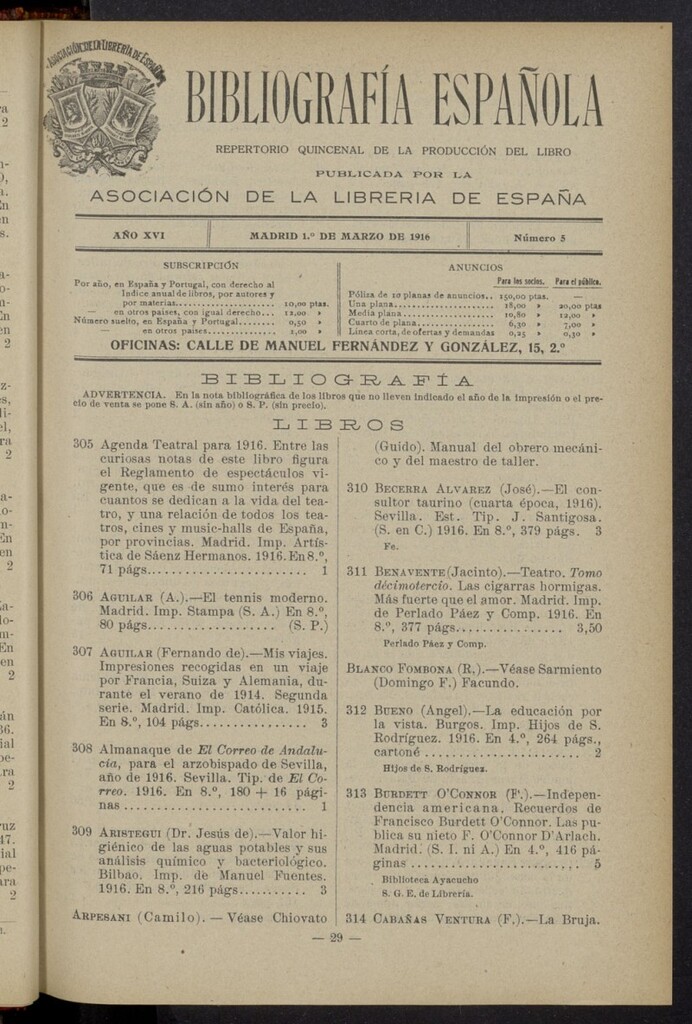 ASOCIACIÓN DE LA LIBRERIA DE ESPAÑA
BIBLIOGRAFÍA ESPAÑOLA
REPERTORIO QUINCENAL DE LA PRODUCCIÓN DEL LIBRO
PUBLICADA POR LA
ASOCIACIÓN DE LA LIBRERIA DE ESPAÑA
AÑO XVI
MADRID 1.º DE MARZO DE 1916
Número 5
SUBSCRIPCIÓN
Por año, en España y Portugal, con derecho al
Indice anual de libros, por autores y
por materias........................ 10,00 ptas.
— en otros países, con igual derecho... 12,00 »
Número suelto, en España y Portugal........ 0,50 »
— en otros países................ 1,00 »
ANUNCIOS
Para los socios. Para el público.
Póliza de 10 planas de anuncios.. 150,00 ptas. —
Una plana........................ 18,00 » 20,00 ptas
Media plana...................... 10,80 » 12,00 »
Cuarto de plana.................. 6,30 » 7,00 »
Línea corta, de ofertas y demandas 0,25 » 0,30 »
OFICINAS: CALLE DE MANUEL FERNÁNDEZ Y GONZÁLEZ, 15, 2.º
BIBLIOGRAFÍA
ADVERTENCIA. En la nota bibliográfica de los libros que no lleven indicado el año de la impresión o el pre-
cio de venta se pone S. A. (sin año) o S. P. (sin precio).
LIBROS
305 Agenda Teatral para 1916. Entre las
curiosas notas de este libro figura
el Reglamento de espectáculos vi-
gente, que es de sumo interés para
cuantos se dedican a la vida del tea-
tro, y una relación de todos los tea-
tros, cines y music-halls de España,
por provincias. Madrid. Imp. Artís-
tica de Sáenz Hermanos. 1916. En 8.º,
71 págs........................ 1
306 AGUILAR (A.).—El tennis moderno.
Madrid. Imp. Stampa (S. A.) En 8.º,
80 págs................... (S. P.)
307 AGUILAR (Fernando de).—Mis viajes.
Impresiones recogidas en un viaje
por Francia, Suiza y Alemania, du-
rante el verano de 1914. Segunda
serie. Madrid. Imp. Católica. 1915.
En 8.º, 104 págs................ 3
308 Almanaque de El Correo de Andalu-
cía, para el arzobispado de Sevilla,
año de 1916. Sevilla. Tip. de El Co-
rreo. 1916. En 8.º, 180 + 16 pági-
nas............................ 1
309 ARISTEGUI (Dr. Jesús de).—Valor hi-
giénico de las aguas potables y sus
análisis químico y bacteriológico.
Bilbao. Imp. de Manuel Fuentes.
1916. En 8.º, 216 págs.......... 3
ARPESANI (Camilo). — Véase Chiovato
(Guido). Manual del obrero mecáni-
co y del maestro de taller.
310 BECERRA ALVAREZ (José).—El con-
sultor taurino (cuarta época, 1916).
Sevilla. Est. Tip. J. Santigosa.
(S. en C.) 1916. En 8.º, 379 págs. 3
Fe.
311 BENAVENTE (Jacinto).—Teatro. Tomo
décimotercio. Las cigarras hormigas.
Más fuerte que el amor. Madrid. Imp.
de Perlado Páez y Comp. 1916. En
8.º, 377 págs................ 3,50
Perlado Páez y Comp.
BLANCO FOMBONA (R.).—Véase Sarmiento
(Domingo F.) Facundo.
312 BUENO (Angel).—La educación por
la vista. Burgos. Imp. Hijos de S.
Rodríguez. 1916. En 4.º, 264 págs.,
cartoné ........................ 2
Hijos de S. Rodríguez.
313 BURDETT O'CONNOR (F.).—Indepen-
dencia americana. Recuerdos de
Francisco Burdett O'Connor. Las pu-
blica su nieto F. O'Connor D'Arlach.
Madrid. (S. I. ni A.) En 4.º, 416 pá-
ginas .......................... 5
Biblioteca Ayacucho
S. G. E. de Librería.
314 CABAÑAS VENTURA (F.).—La Bruja.
— 29 —